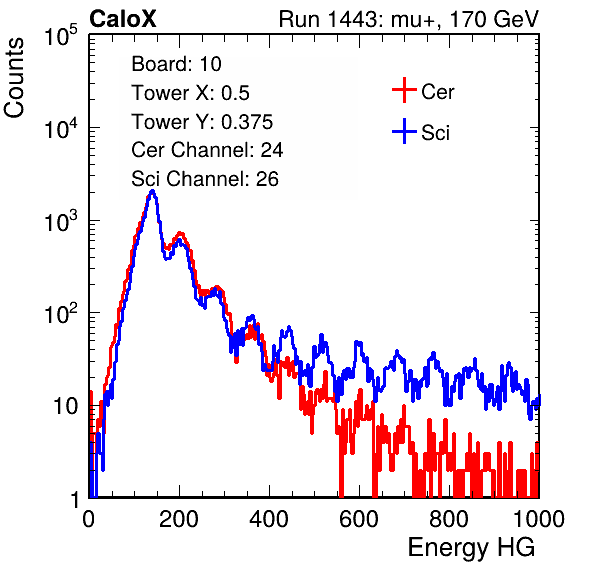 CaloX Run 1443: mu+, 170 GeV
Counts
10^5
10^4
10^3
10^2
10
1
Board: 10
Tower X: 0.5
Tower Y: 0.375
Cer Channel: 24
Sci Channel: 26
Cer
Sci
0 200 400 600 800 1000
Energy HG